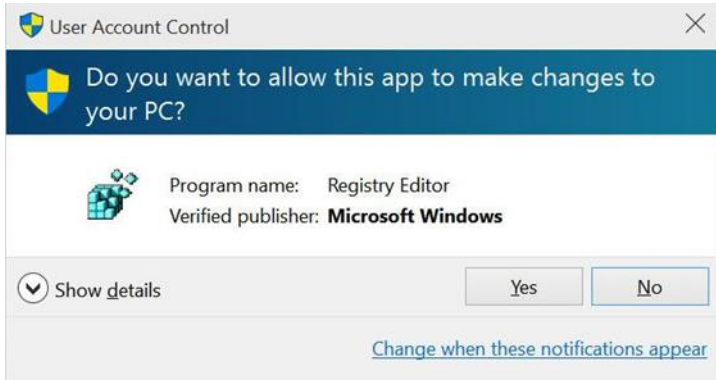 User Account Control
Do you want to allow this app to make changes to
your PC?
Program name: Registry Editor
Verified publisher: Microsoft Windows
Show details
Yes
No
Change when these notifications appear